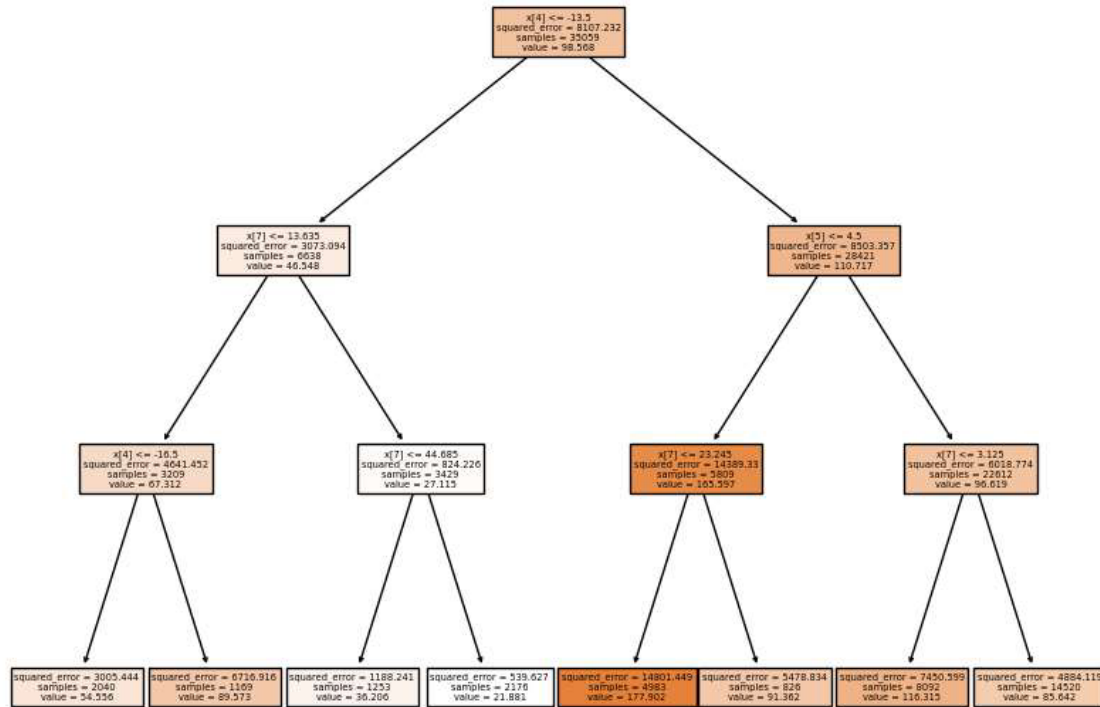 x[4] <= -13.5
squared_error = 8107.232
samples = 35059
value = 98.568
x[7] <= 13.635
squared_error = 3073.094
samples = 6638
value = 46.548
x[5] <= 4.5
squared_error = 8503.357
samples = 28421
value = 110.717
x[4] <= -16.5
squared_error = 4641.452
samples = 3209
value = 67.312
x[7] <= 44.685
squared_error = 824.226
samples = 3429
value = 27.115
x[7] <= 23.245
squared_error = 14389.33
samples = 5809
value = 165.597
x[7] <= 3.125
squared_error = 6018.774
samples = 22612
value = 96.619
squared_error = 3005.444
samples = 2040
value = 54.556
squared_error = 6716.916
samples = 1169
value = 89.573
squared_error = 1188.241
samples = 1253
value = 36.206
squared_error = 539.627
samples = 2176
value = 21.881
squared_error = 14801.449
samples = 4983
value = 177.902
squared_error = 5478.834
samples = 826
value = 91.362
squared_error = 7450.599
samples = 8092
value = 116.315
squared_error = 4884.119
samples = 14520
value = 85.642